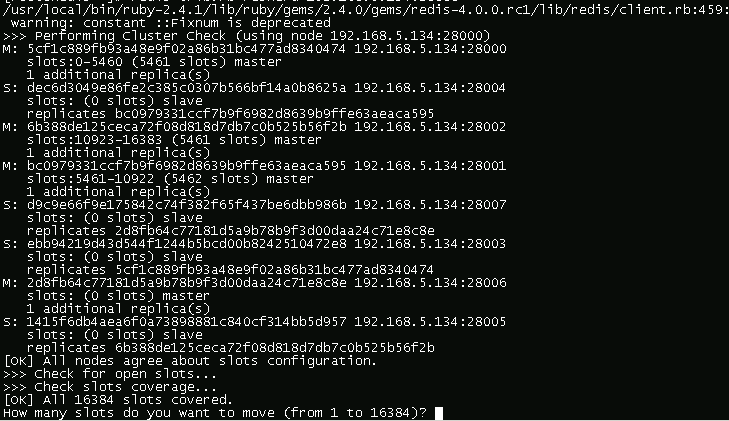 /usr/local/bin/ruby-2.4.1/lib/ruby/gems/2.4.0/gems/redis-4.0.0.rc1/lib/redis/client.rb:459:
warning: constant ::Fixnum is deprecated
>>> Performing Cluster Check (using node 192.168.5.134:28000)
M: 5cf1c889fb93a48e9f02a86b31bc477ad8340474 192.168.5.134:28000
slots:0-5460 (5461 slots) master
1 additional replica(s)
S: dec6d3049e86fe2c385c0307b566bf14a0b8625a 192.168.5.134:28004
slots: (0 slots) slave
replicates bc0979331ccf7b9f6982d8639b9ffe63aeaca595
M: 6b388de125ceca72f08d818d7db7c0b525b56f2b 192.168.5.134:28002
slots:10923-16383 (5461 slots) master
1 additional replica(s)
M: bc0979331ccf7b9f6982d8639b9ffe63aeaca595 192.168.5.134:28001
slots:5461-10922 (5462 slots) master
1 additional replica(s)
S: d9c9e66f9e175842c74f382f65f437be6dbb986b 192.168.5.134:28007
slots: (0 slots) slave
replicates 2d8fb64c77181d5a9b78b9f3d00daa24c71e8c8e
S: ebb94219d43d544f1244b5bcd00b8242510472e8 192.168.5.134:28003
slots: (0 slots) slave
replicates 5cf1c889fb93a48e9f02a86b31bc477ad8340474
M: 2d8fb64c77181d5a9b78b9f3d00daa24c71e8c8e 192.168.5.134:28006
slots: (0 slots) master
1 additional replica(s)
S: 1415f6db4aea6f0a73898881c840cf314bb5d957 192.168.5.134:28005
slots: (0 slots) slave
replicates 6b388de125ceca72f08d818d7db7c0b525b56f2b
[OK] All nodes agree about slots configuration.
>>> Check for open slots...
>>> Check slots coverage...
[OK] All 16384 slots covered.
How many slots do you want to move (from 1 to 16384)?